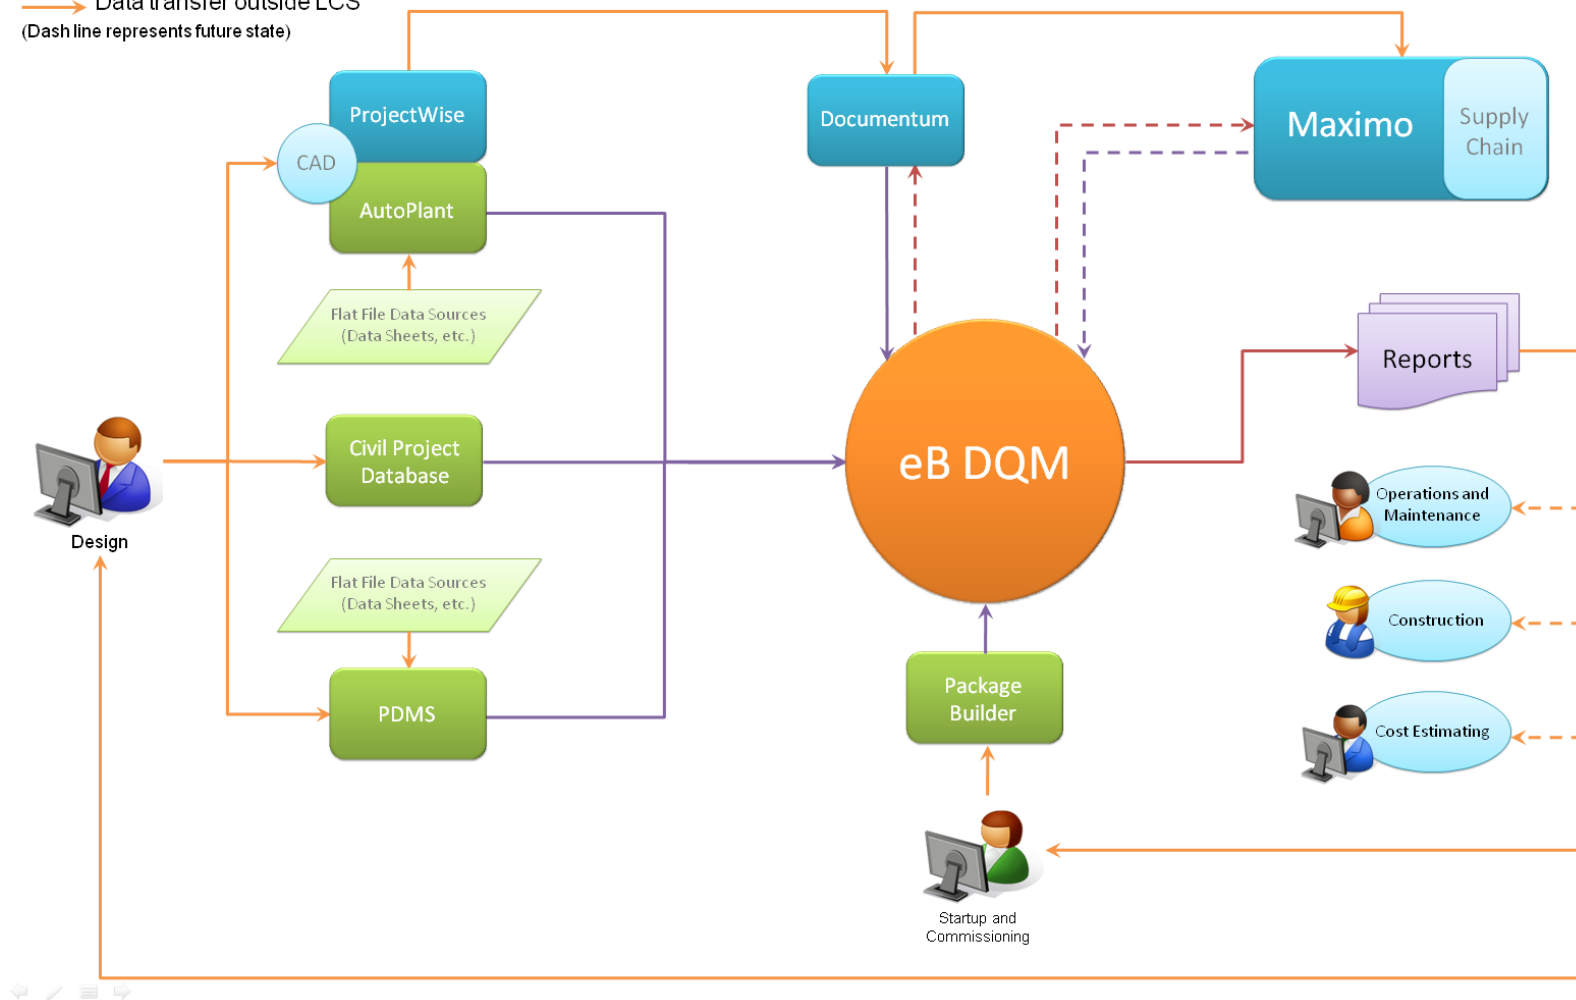 Data transfer outside LCS
(Dash line represents future state)
ProjectWise
CAD
AutoPlant
Flat File Data Sources
(Data Sheets, etc.)
Civil Project
Database
Design
Flat File Data Sources
(Data Sheets, etc.)
PDMS
Documentum
Maximo
Supply
Chain
eB DQM
Reports
Operations and
Maintenance
Construction
Cost Estimating
Package
Builder
Startup and
Commissioning